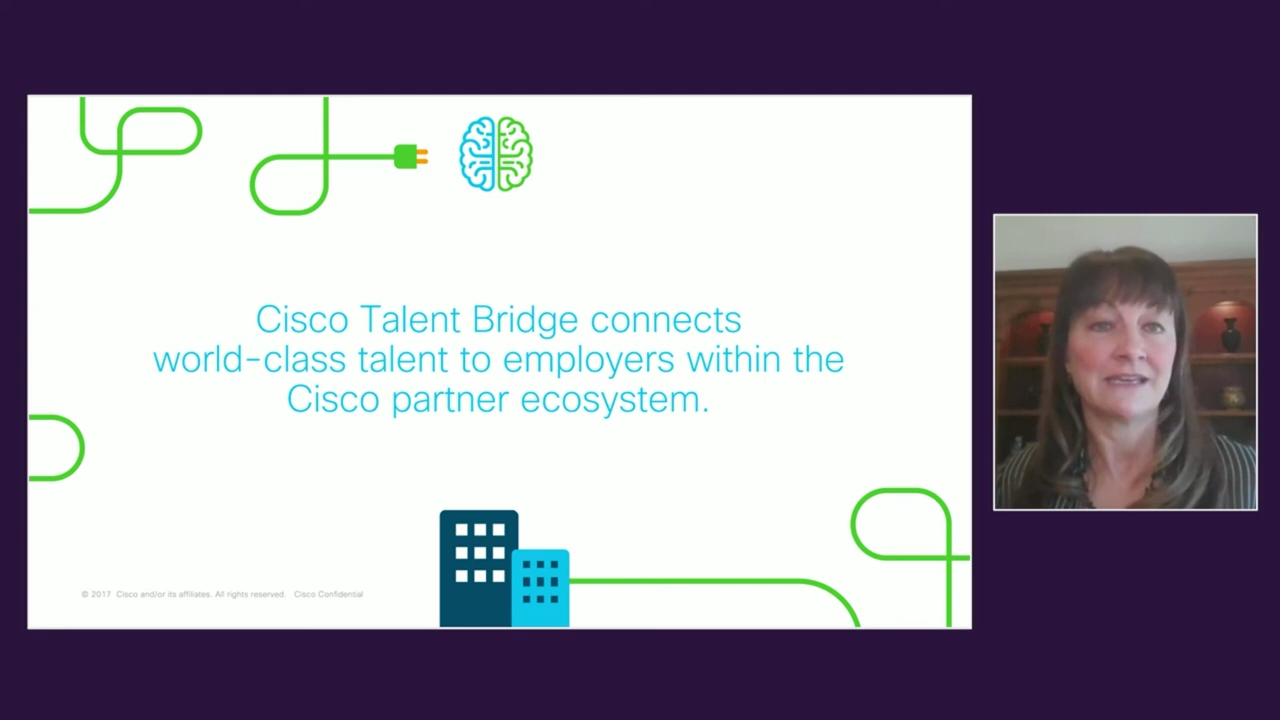 Cisco Talent Bridge connects
world-class talent to employers within the
Cisco partner ecosystem.
© 2017 Cisco and/or its affiliates. All rights reserved. Cisco Confidential